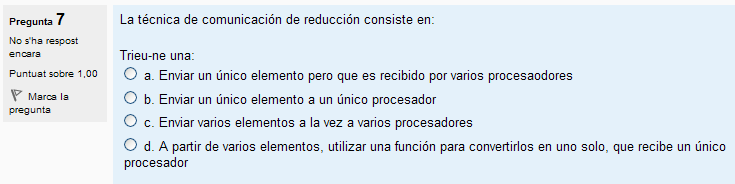 Pregunta 7
No s'ha respost
encara
Puntuat sobre 1,00
Marca la
pregunta
La técnica de comunicación de reducción consiste en:
Trieu-ne una:
a. Enviar un único elemento pero que es recibido por varios procesaodores
b. Enviar un único elemento a un único procesador
c. Enviar varios elementos a la vez a varios procesadores
d. A partir de varios elementos, utilizar una función para convertirlos en uno solo, que recibe un único
procesador